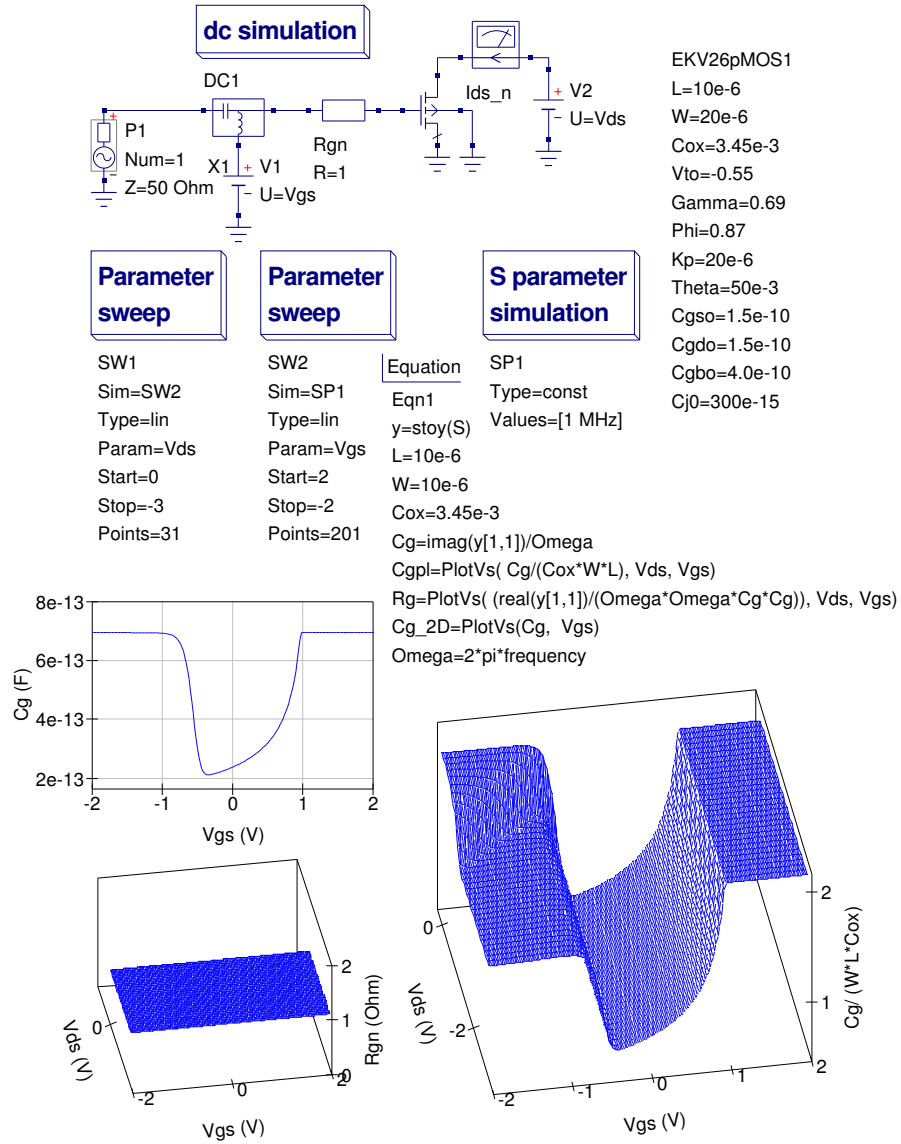 dc simulation
DC1
P1
Num=1
Z=50 Ohm
X1
V1
U=Vgs
Rgn
R=1
Ids_n
V2
U=Vds
EKV26pMOS1
L=10e-6
W=20e-6
Cox=3.45e-3
Vto=-0.55
Gamma=0.69
Phi=0.87
Kp=20e-6
Theta=50e-3
Cgso=1.5e-10
Cgdo=1.5e-10
Cgbo=4.0e-10
Cj0=300e-15
Parameter
sweep
SW1
Sim=SW2
Type=lin
Param=Vds
Start=0
Stop=-3
Points=31
Parameter
sweep
SW2
Sim=SP1
Type=lin
Param=Vgs
Start=2
Stop=-2
Points=201
Equation
Eqn1
y=stoy(S)
L=10e-6
W=10e-6
Cox=3.45e-3
Cg=imag(y[1,1])/Omega
Cgpl=PlotVs( Cg/(Cox*W*L), Vds, Vgs)
Rg=PlotVs( (real(y[1,1])/(Omega*Omega*Cg*Cg)), Vds, Vgs)
Cg_2D=PlotVs(Cg, Vgs)
Omega=2*pi*frequency
S parameter
simulation
SP1
Type=const
Values=[1 MHz]
8e-13
6e-13
4e-13
2e-13
Cg (F)
-2
-1
0
1
2
Vgs (V)
0
Vds (V)
-2
0
2
Vgs (V)
2
1
0
Rgn (Ohm)
0
-2
Vds (V)
-2
-1
0
1
2
Vgs (V)
2
1
Cg/ (W*L*Cox)